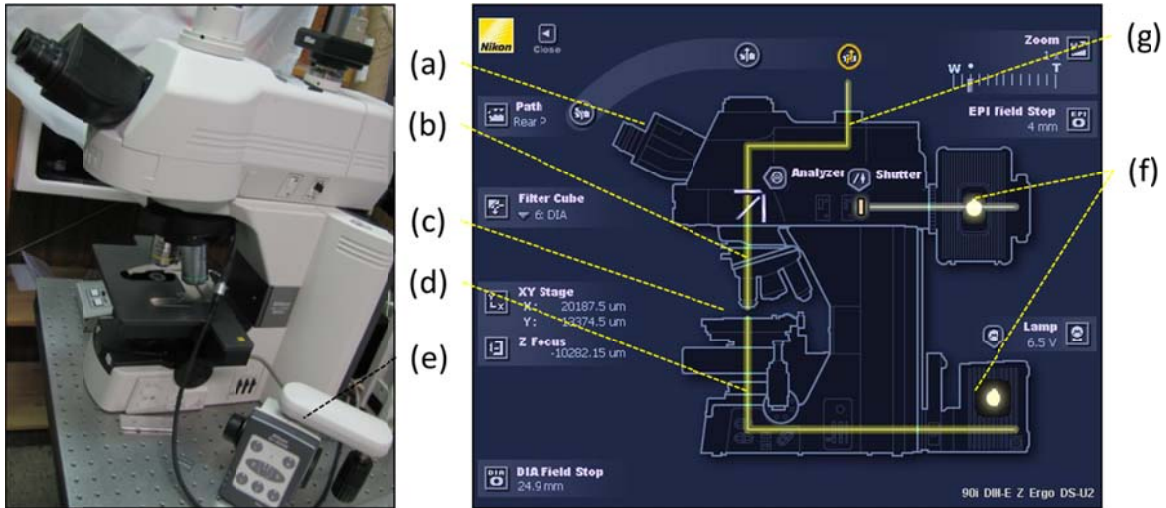 (a)
(b)
(c)
(d)
(e)
Nikon
Close
Path
Rear P
Filter Cube
6: DIA
XY Stage
X: 20187.5 um
Y: -13374.5 um
Z Focus
-10282.15 um
DIA Field Stop
24.9 mm
Analyzer
Shutter
Zoom
W T
EPI Field Stop
4 mm
EPI
Lamp
6.5 V
DIA
90i DIH-E Z Ergo DS-U2
(g)
(f)